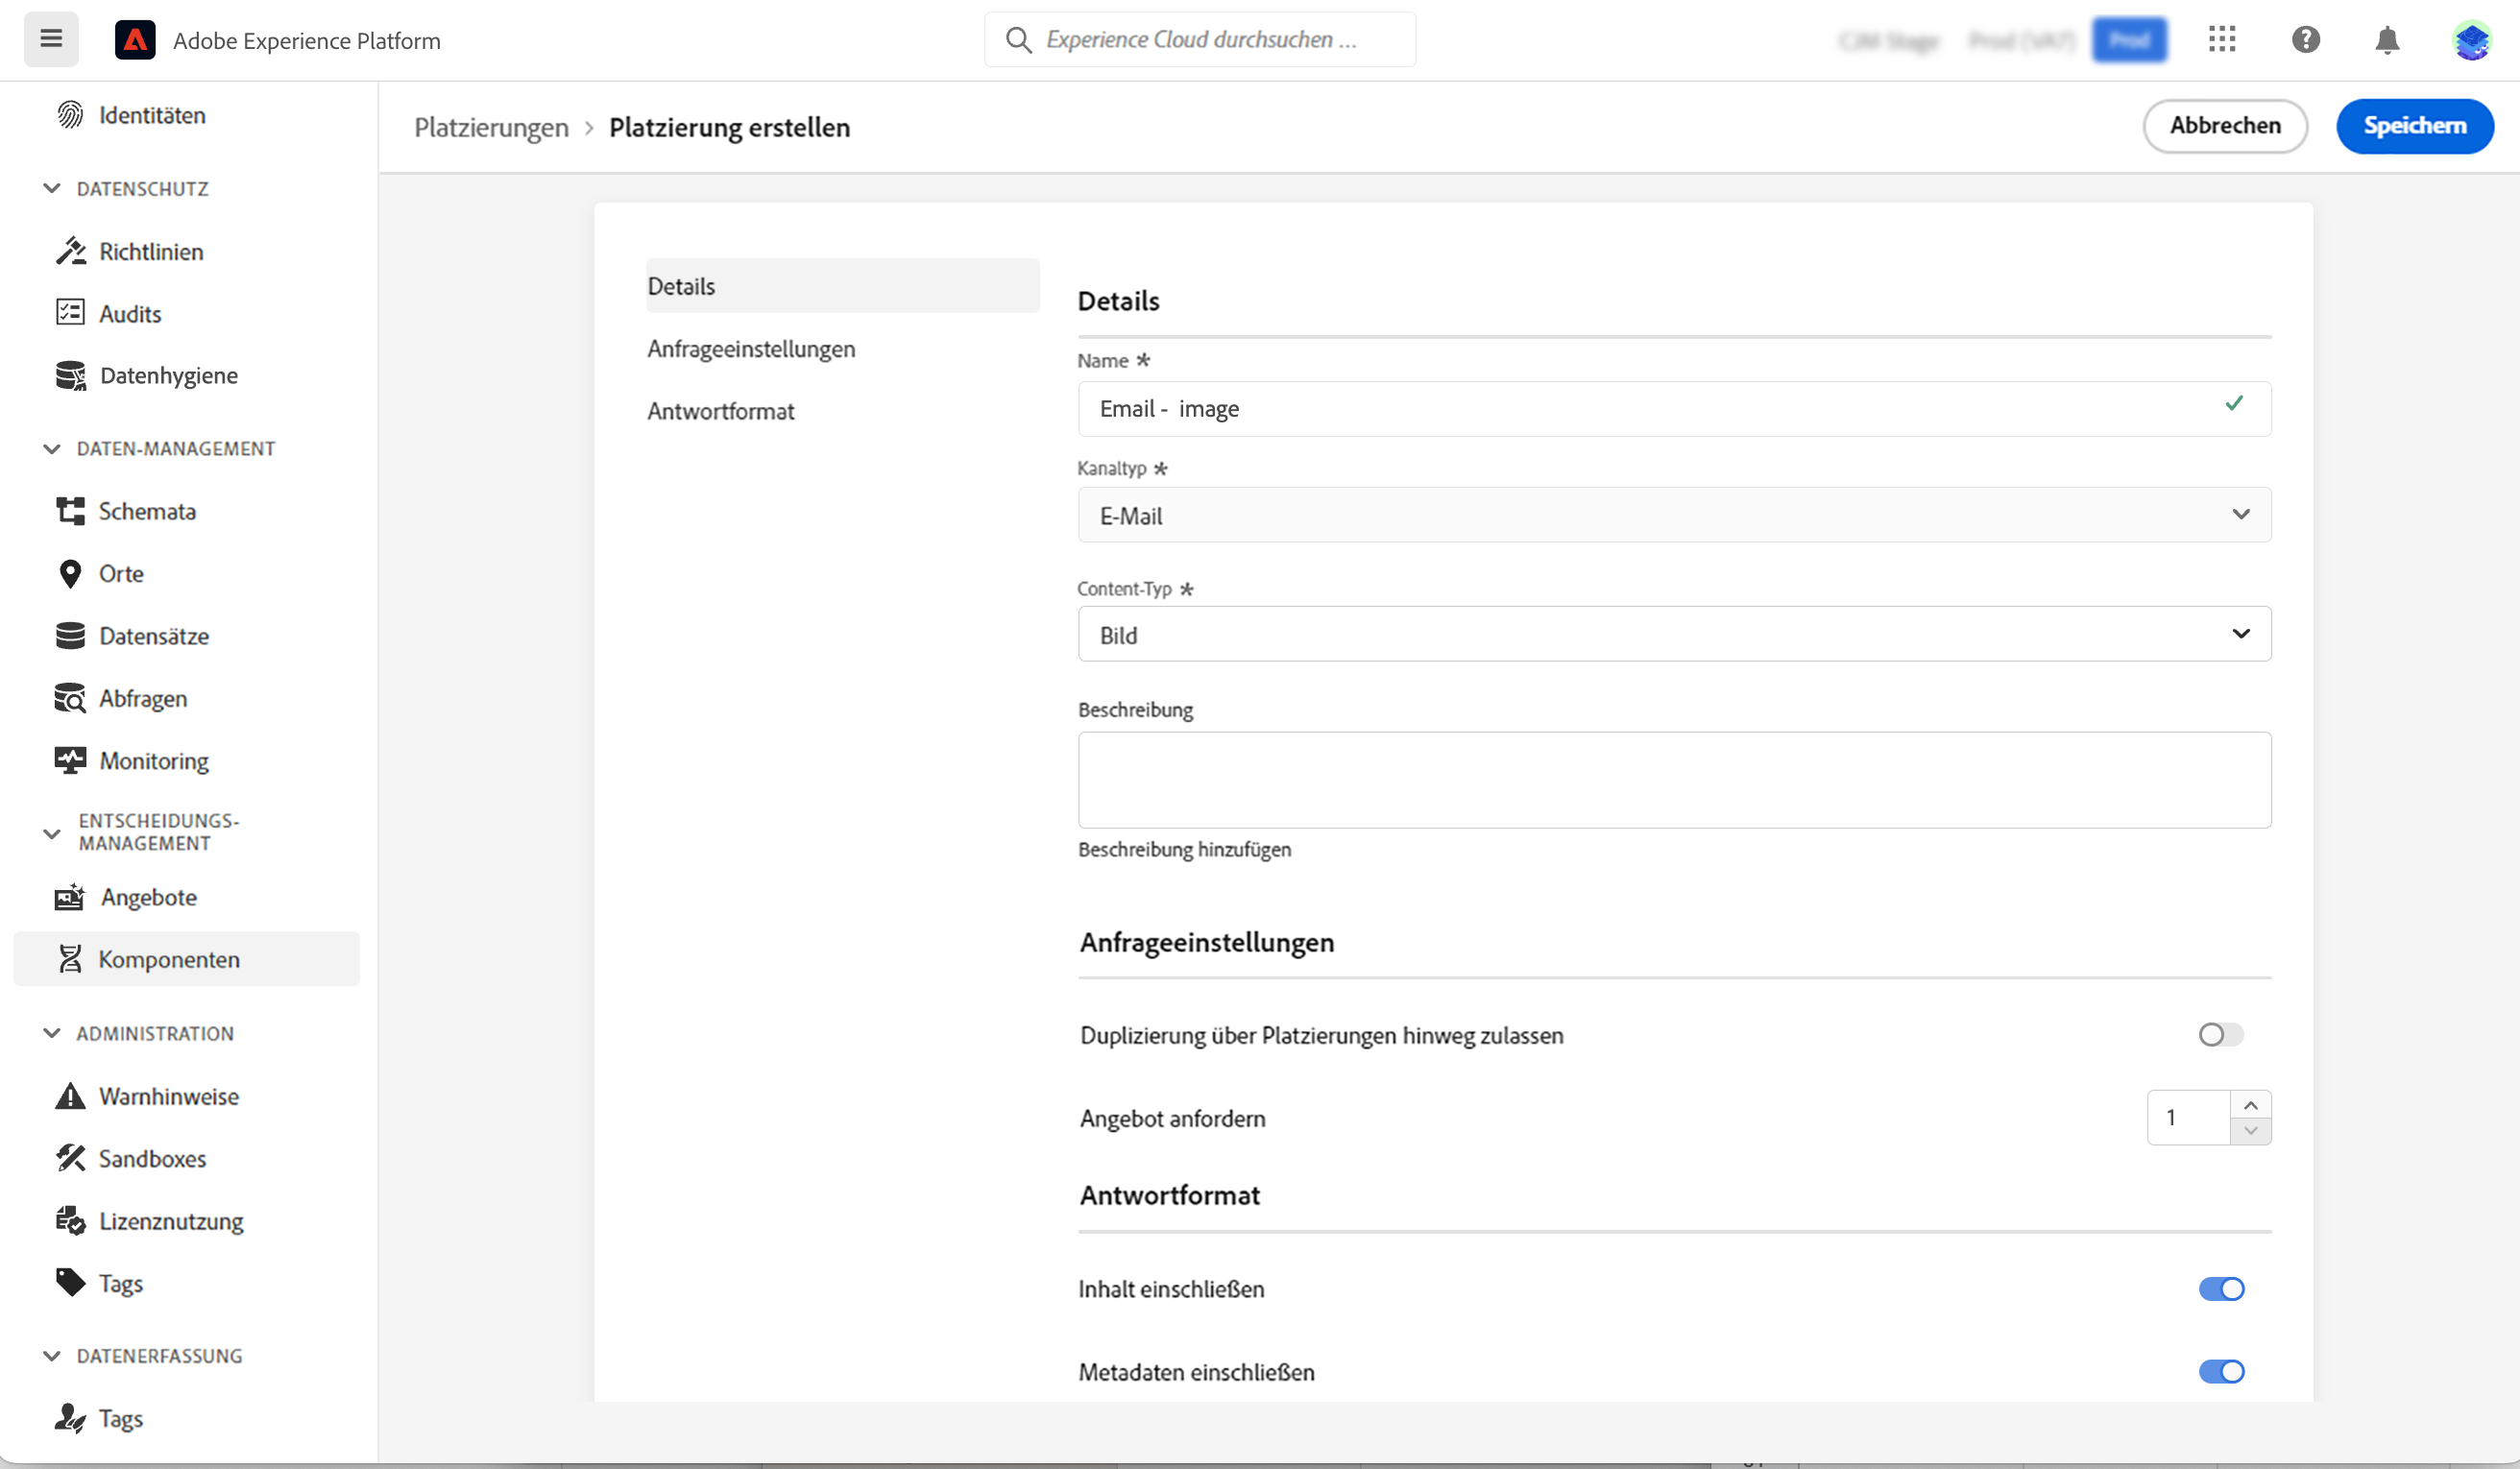 Adobe Experience Platform
Experience Cloud durchsuchen ...
Prod
Identitäten
DATENSCHUTZ
Richtlinien
Audits
Datenhygiene
DATEN-MANAGEMENT
Schemata
Orte
Datensätze
Abfragen
Monitoring
ENTSCHEIDUNGS-
MANAGEMENT
Angebote
Komponenten
ADMINISTRATION
Warnhinweise
Sandboxes
Lizenznutzung
Tags
DATENERFASSUNG
Tags
Platzierungen > Platzierung erstellen
Abbrechen
Speichern
Details
Anfrageeinstellungen
Antwortformat
Details
Name *
Email - image
Kanaltyp *
E-Mail
Content-Typ *
Bild
Beschreibung
Beschreibung hinzufügen
Anfrageeinstellungen
Duplizierung über Platzierungen hinweg zulassen
Angebot anfordern
1
Antwortformat
Inhalt einschließen
Metadaten einschließen